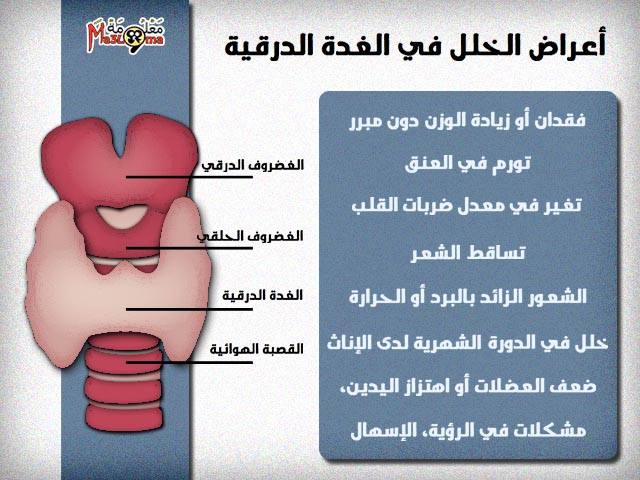 مَعْلُومَة
Ma3LOoma
أعراض الخلل في الغدة الدرقية
فقدان أو زيادة الوزن دون مبرر
تورم في العنق
تغير في معدل ضربات القلب
تساقط الشعر
الشعور الزائد بالبرد أو الحرارة
خلل في الدورة الشهرية لدى الإناث
ضعف العضلات أو اهتزاز اليدين،
مشكلات في الرؤية، الإسهال
الغضروف الدرقي
الغضروف الحلقي
الغدة الدرقية
القصبة الهوائية